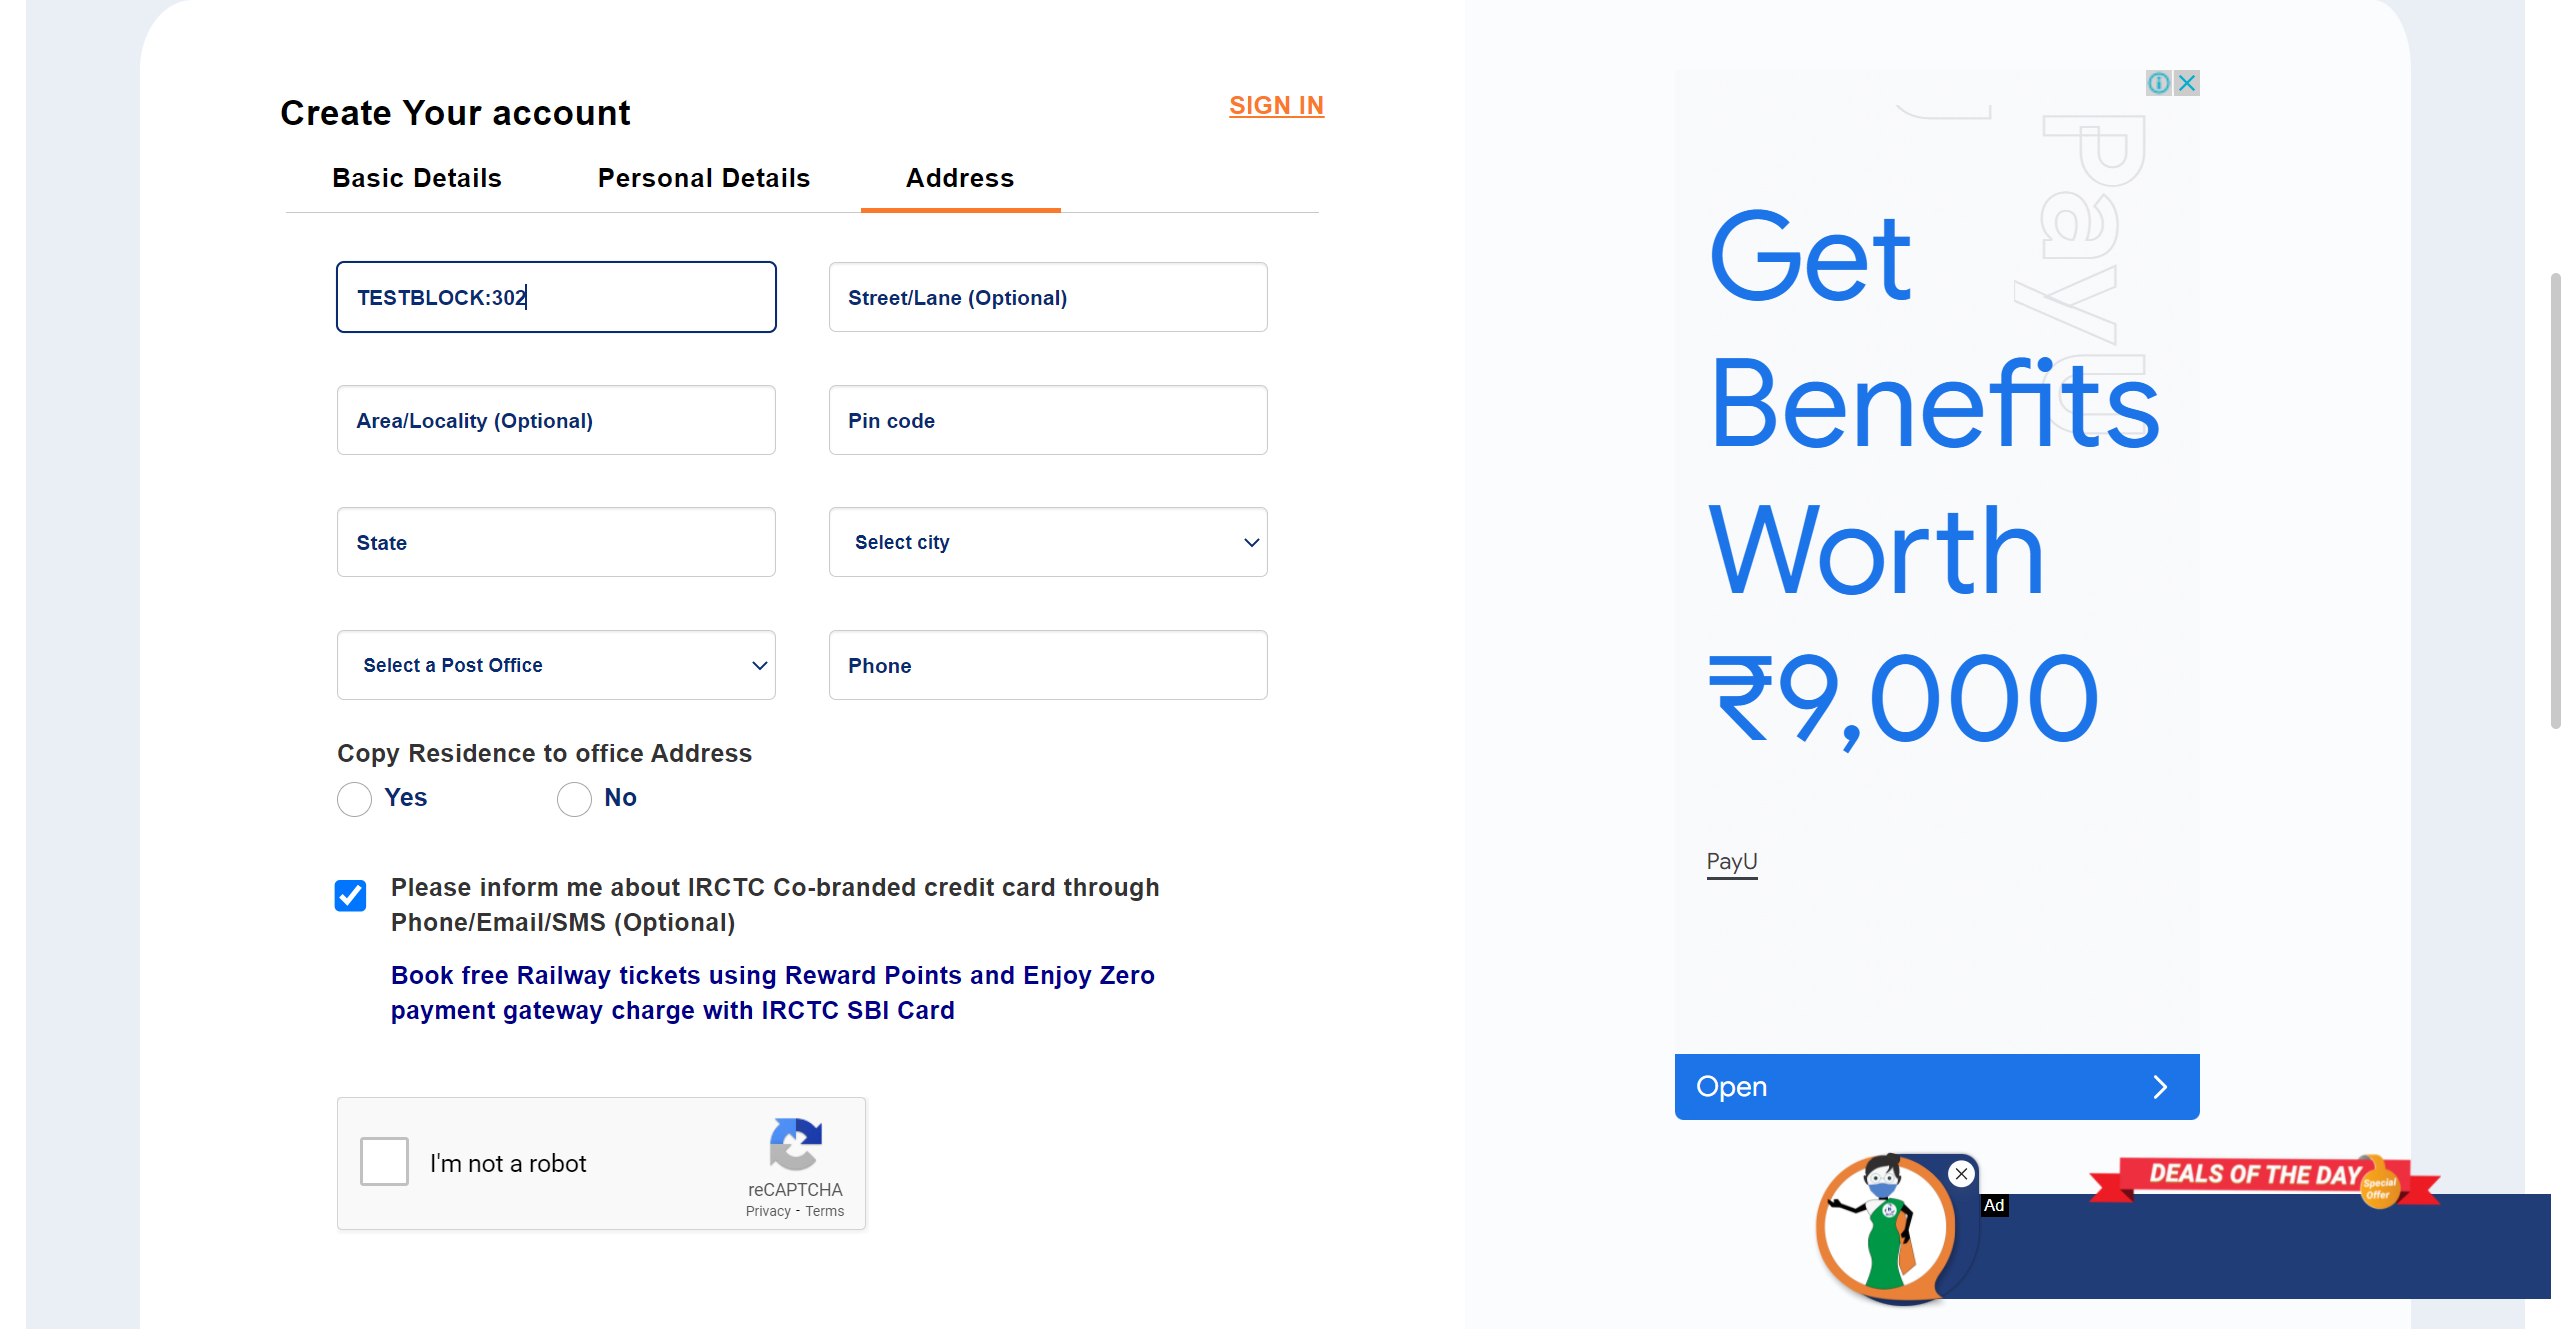 Create Your account
SIGN IN
Basic Details
Personal Details
Address
TESTBLOCK:302
Street/Lane (Optional)
Area/Locality (Optional)
Pin code
State
Select city
Select a Post Office
Phone
Copy Residence to office Address
Yes
No
Please inform me about IRCTC Co-branded credit card through
Phone/Email/SMS (Optional)
Book free Railway tickets using Reward Points and Enjoy Zero
payment gateway charge with IRCTC SBI Card
I'm not a robot
reCAPTCHA
Privacy - Terms
PayU
Get
Benefits
Worth
₹9,000
PayU
Open
DEALS OF THE DAY
Special
Offer
Ad